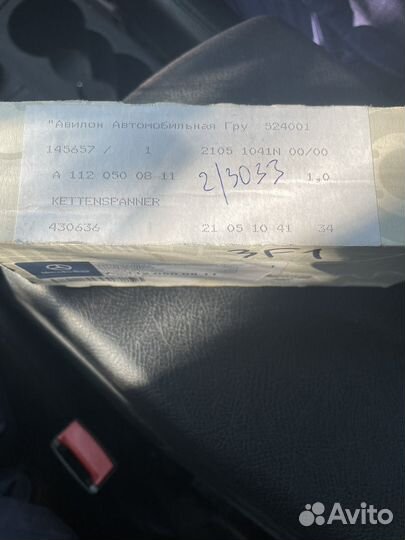 "Авилон Автомобильная Гру 524001
145657 / 1 2105 1041N 00/00
A 112 050 08 11 2/3033 1,0
KETTENSPANNER
430636 21 05 10 41 34
Avito